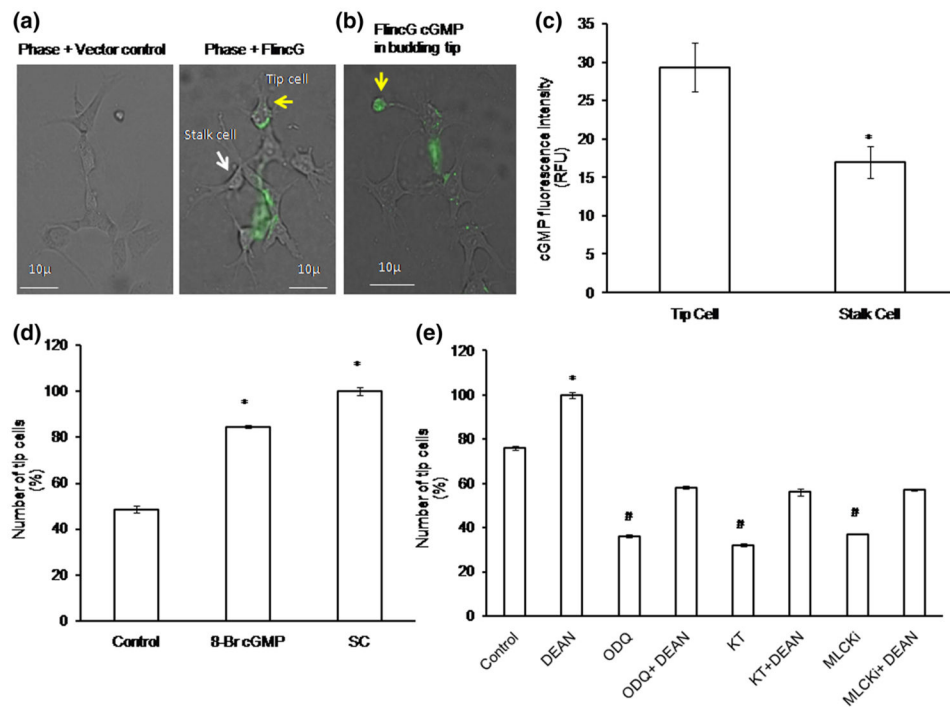 (a)
Phase + Vector control
Phase + FlincG
Tip cell
Stalk cell
10μ
10μ
(b)
FlincG cGMP
in budding tip
10μ
(c)
cGMP fluorescence Intensity
(RFU)
35
30
25
20
15
10
5
0
*
Tip Cell
Stalk Cell
(d)
Number of tip cells
(%)
120
100
80
60
40
20
0
*
*
Control
8-Br cGMP
SC
(e)
Number of tip cells
(%)
120
100
80
60
40
20
0
*
#
#
#
Control
DEAN
ODQ
ODQ+ DEAN
KT
KT+DEAN
MLCKi
MLCKi+ DEAN